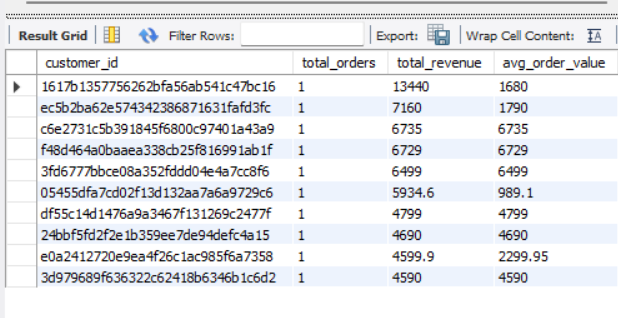 Result Grid Filter Rows: Export: Wrap Cell Content: IA
customer_id total_orders total_revenue avg_order_value
1617b1357756262bfa56ab541c47bc16 1 13440 1680
ec5b2ba62e574342386871631fafd3fc 1 7160 1790
c6e2731c5b391845f6800c97401a43a9 1 6735 6735
f48d464a0baaea338cb25f816991ab1f 1 6729 6729
3fd6777bbce08a352fddd04e4a7cc8f6 1 6499 6499
05455dfa7cd02f13d132aa7a6a9729c6 1 5934.6 989.1
df55c14d1476a9a3467f131269c2477f 1 4799 4799
24bbf5fd2f2e1b359ee7de94defc4a15 1 4690 4690
e0a2412720e9ea4f26c1ac985f6a7358 1 4599.9 2299.95
3d979689f636322c62418b6346b1c6d2 1 4590 4590